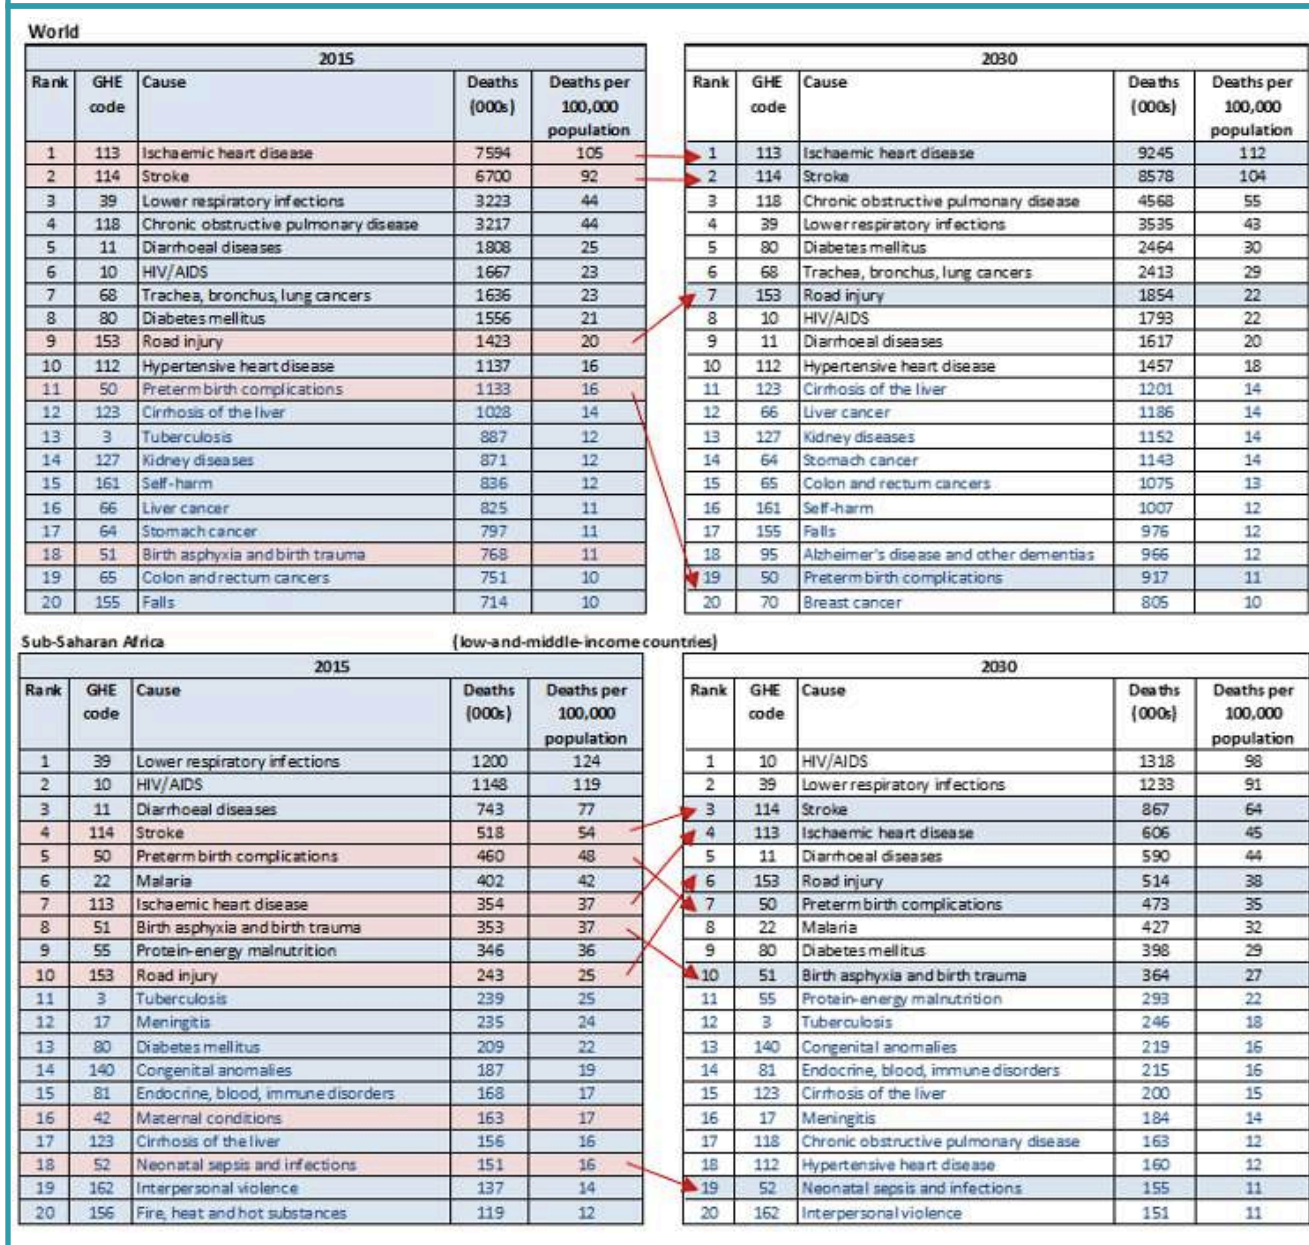 World
2015
Rank GHE code Cause Deaths (000s) Deaths per 100,000 population
1 113 Ischaemic heart disease 7594 105
2 114 Stroke 6700 92
3 39 Lower respiratory infections 3223 44
4 118 Chronic obstructive pulmonary disease 3217 44
5 11 Diarrhoeal diseases 1808 25
6 10 HIV/AIDS 1667 23
7 68 Trachea, bronchus, lung cancers 1636 23
8 80 Diabetes mellitus 1556 21
9 153 Road injury 1423 20
10 112 Hypertensive heart disease 1137 16
11 50 Preterm birth complications 1133 16
12 123 Cirrhosis of the liver 1028 14
13 3 Tuberculosis 887 12
14 127 Kidney diseases 871 12
15 161 Self-harm 836 12
16 66 Liver cancer 825 11
17 64 Stomach cancer 797 11
18 51 Birth asphyxia and birth trauma 768 11
19 65 Colon and rectum cancers 751 10
20 155 Falls 714 10
2030
Rank GHE code Cause Deaths (000s) Deaths per 100,000 population
1 113 Ischaemic heart disease 9245 112
2 114 Stroke 8578 104
3 118 Chronic obstructive pulmonary disease 4568 55
4 39 Lower respiratory infections 3535 43
5 80 Diabetes mellitus 2464 30
6 68 Trachea, bronchus, lung cancers 2413 29
7 153 Road injury 1854 22
8 10 HIV/AIDS 1793 22
9 11 Diarrhoeal diseases 1617 20
10 112 Hypertensive heart disease 1457 18
11 123 Cirrhosis of the liver 1201 14
12 66 Liver cancer 1186 14
13 127 Kidney diseases 1152 14
14 64 Stomach cancer 1143 14
15 65 Colon and rectum cancers 1075 13
16 161 Self-harm 1007 12
17 155 Falls 976 12
18 95 Alzheimer's disease and other dementias 966 12
19 50 Preterm birth complications 917 11
20 70 Breast cancer 805 10
Sub-Saharan Africa (low-and-middle-income countries)
2015
Rank GHE code Cause Deaths (000s) Deaths per 100,000 population
1 39 Lower respiratory infections 1200 124
2 10 HIV/AIDS 1148 119
3 11 Diarrhoeal diseases 743 77
4 114 Stroke 518 54
5 50 Preterm birth complications 460 48
6 22 Malaria 402 42
7 113 Ischaemic heart disease 354 37
8 51 Birth asphyxia and birth trauma 353 37
9 55 Protein-energy malnutrition 346 36
10 153 Road injury 243 25
11 3 Tuberculosis 239 25
12 17 Meningitis 235 24
13 80 Diabetes mellitus 209 22
14 140 Congenital anomalies 187 19
15 81 Endocrine, blood, immune disorders 168 17
16 42 Maternal conditions 163 17
17 123 Cirrhosis of the liver 156 16
18 52 Neonatal sepsis and infections 151 16
19 162 Interpersonal violence 137 14
20 156 Fire, heat and hot substances 119 12
2030
Rank GHE code Cause Deaths (000s) Deaths per 100,000 population
1 10 HIV/AIDS 1318 98
2 39 Lower respiratory infections 1233 91
3 114 Stroke 867 64
4 113 Ischaemic heart disease 606 45
5 11 Diarrhoeal diseases 590 44
6 153 Road injury 514 38
7 50 Preterm birth complications 473 35
8 22 Malaria 427 32
9 80 Diabetes mellitus 398 29
10 51 Birth asphyxia and birth trauma 364 27
11 55 Protein-energy malnutrition 293 22
12 3 Tuberculosis 246 18
13 140 Congenital anomalies 219 16
14 81 Endocrine, blood, immune disorders 215 16
15 123 Cirrhosis of the liver 200 15
16 17 Meningitis 184 14
17 118 Chronic obstructive pulmonary disease 163 12
18 112 Hypertensive heart disease 160 12
19 52 Neonatal sepsis and infections 155 11
20 162 Interpersonal violence 151 11